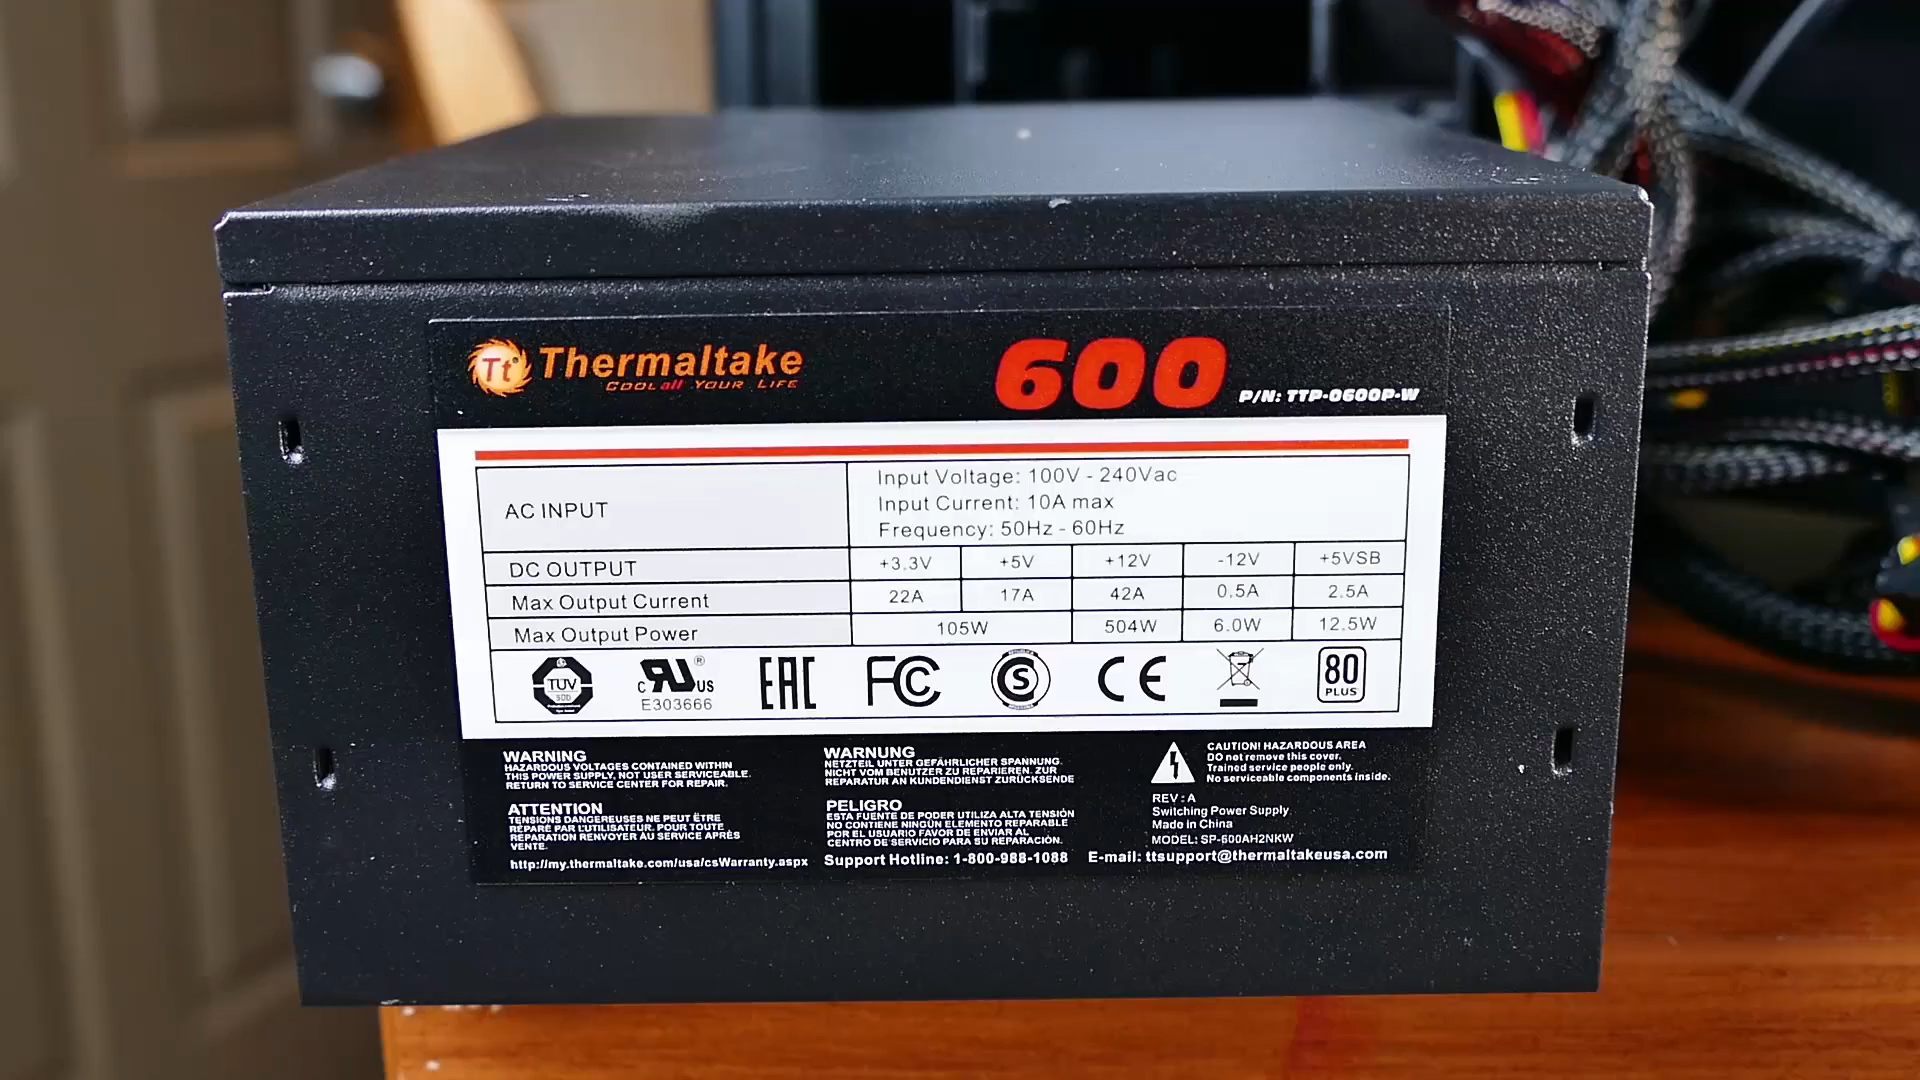 Tt Thermaltake
COOL all YOUR LIFE
600
P/N: TTP-0600P-W
AC INPUT
Input Voltage: 100V - 240Vac
Input Current: 10A max
Frequency: 50Hz - 60Hz
DC OUTPUT +3.3V +5V +12V -12V +5VSB
Max Output Current 22A 17A 42A 0.5A 2.5A
Max Output Power 105W 504W 6.0W 12.5W
TÜV
SÜD
C US ®
E303666
EAC
FC
S
CE
80
PLUS
WARNING
HAZARDOUS VOLTAGES CONTAINED WITHIN
THIS POWER SUPPLY, NOT USER SERVICEABLE.
RETURN TO SERVICE CENTER FOR REPAIR.
ATTENTION
TENSIONS DANGEREUSES NE PEUT ËTRE
RÉPARÉ PAR L'UTILISATEUR. POUR TOUTE
RÉPARATION RENVOYER AU SERVICE APRÈS
VENTE.
WARNUNG
NETZTEIL UNTER GEFÄHRLICHER SPANNUNG.
NICHT VOM BENUTZER ZU REPARIEREN. ZUR
REPARATUR AN KUNDENDIENST ZURÜCKSENDE
PELIGRO
ESTA FUENTE DE PODER UTILIZA ALTA TENSIÓN
NO CONTIENE NINGÚN ELEMENTO REPARABLE
POR EL USUARIO FAVOR DE ENVIAR AL
CENTRO DE SERVICIO PARA SU REPARACIÓN.
CAUTION! HAZARDOUS AREA
DO not remove this cover.
Trained service people only.
No serviceable components inside.
REV : A
Switching Power Supply
Made in China
MODEL: SP-600AH2NKW
http://my.thermaltake.com/usa/csWarranty.aspx
Support Hotline: 1-800-988-1088
E-mail: ttsupport@thermaltakeusa.com